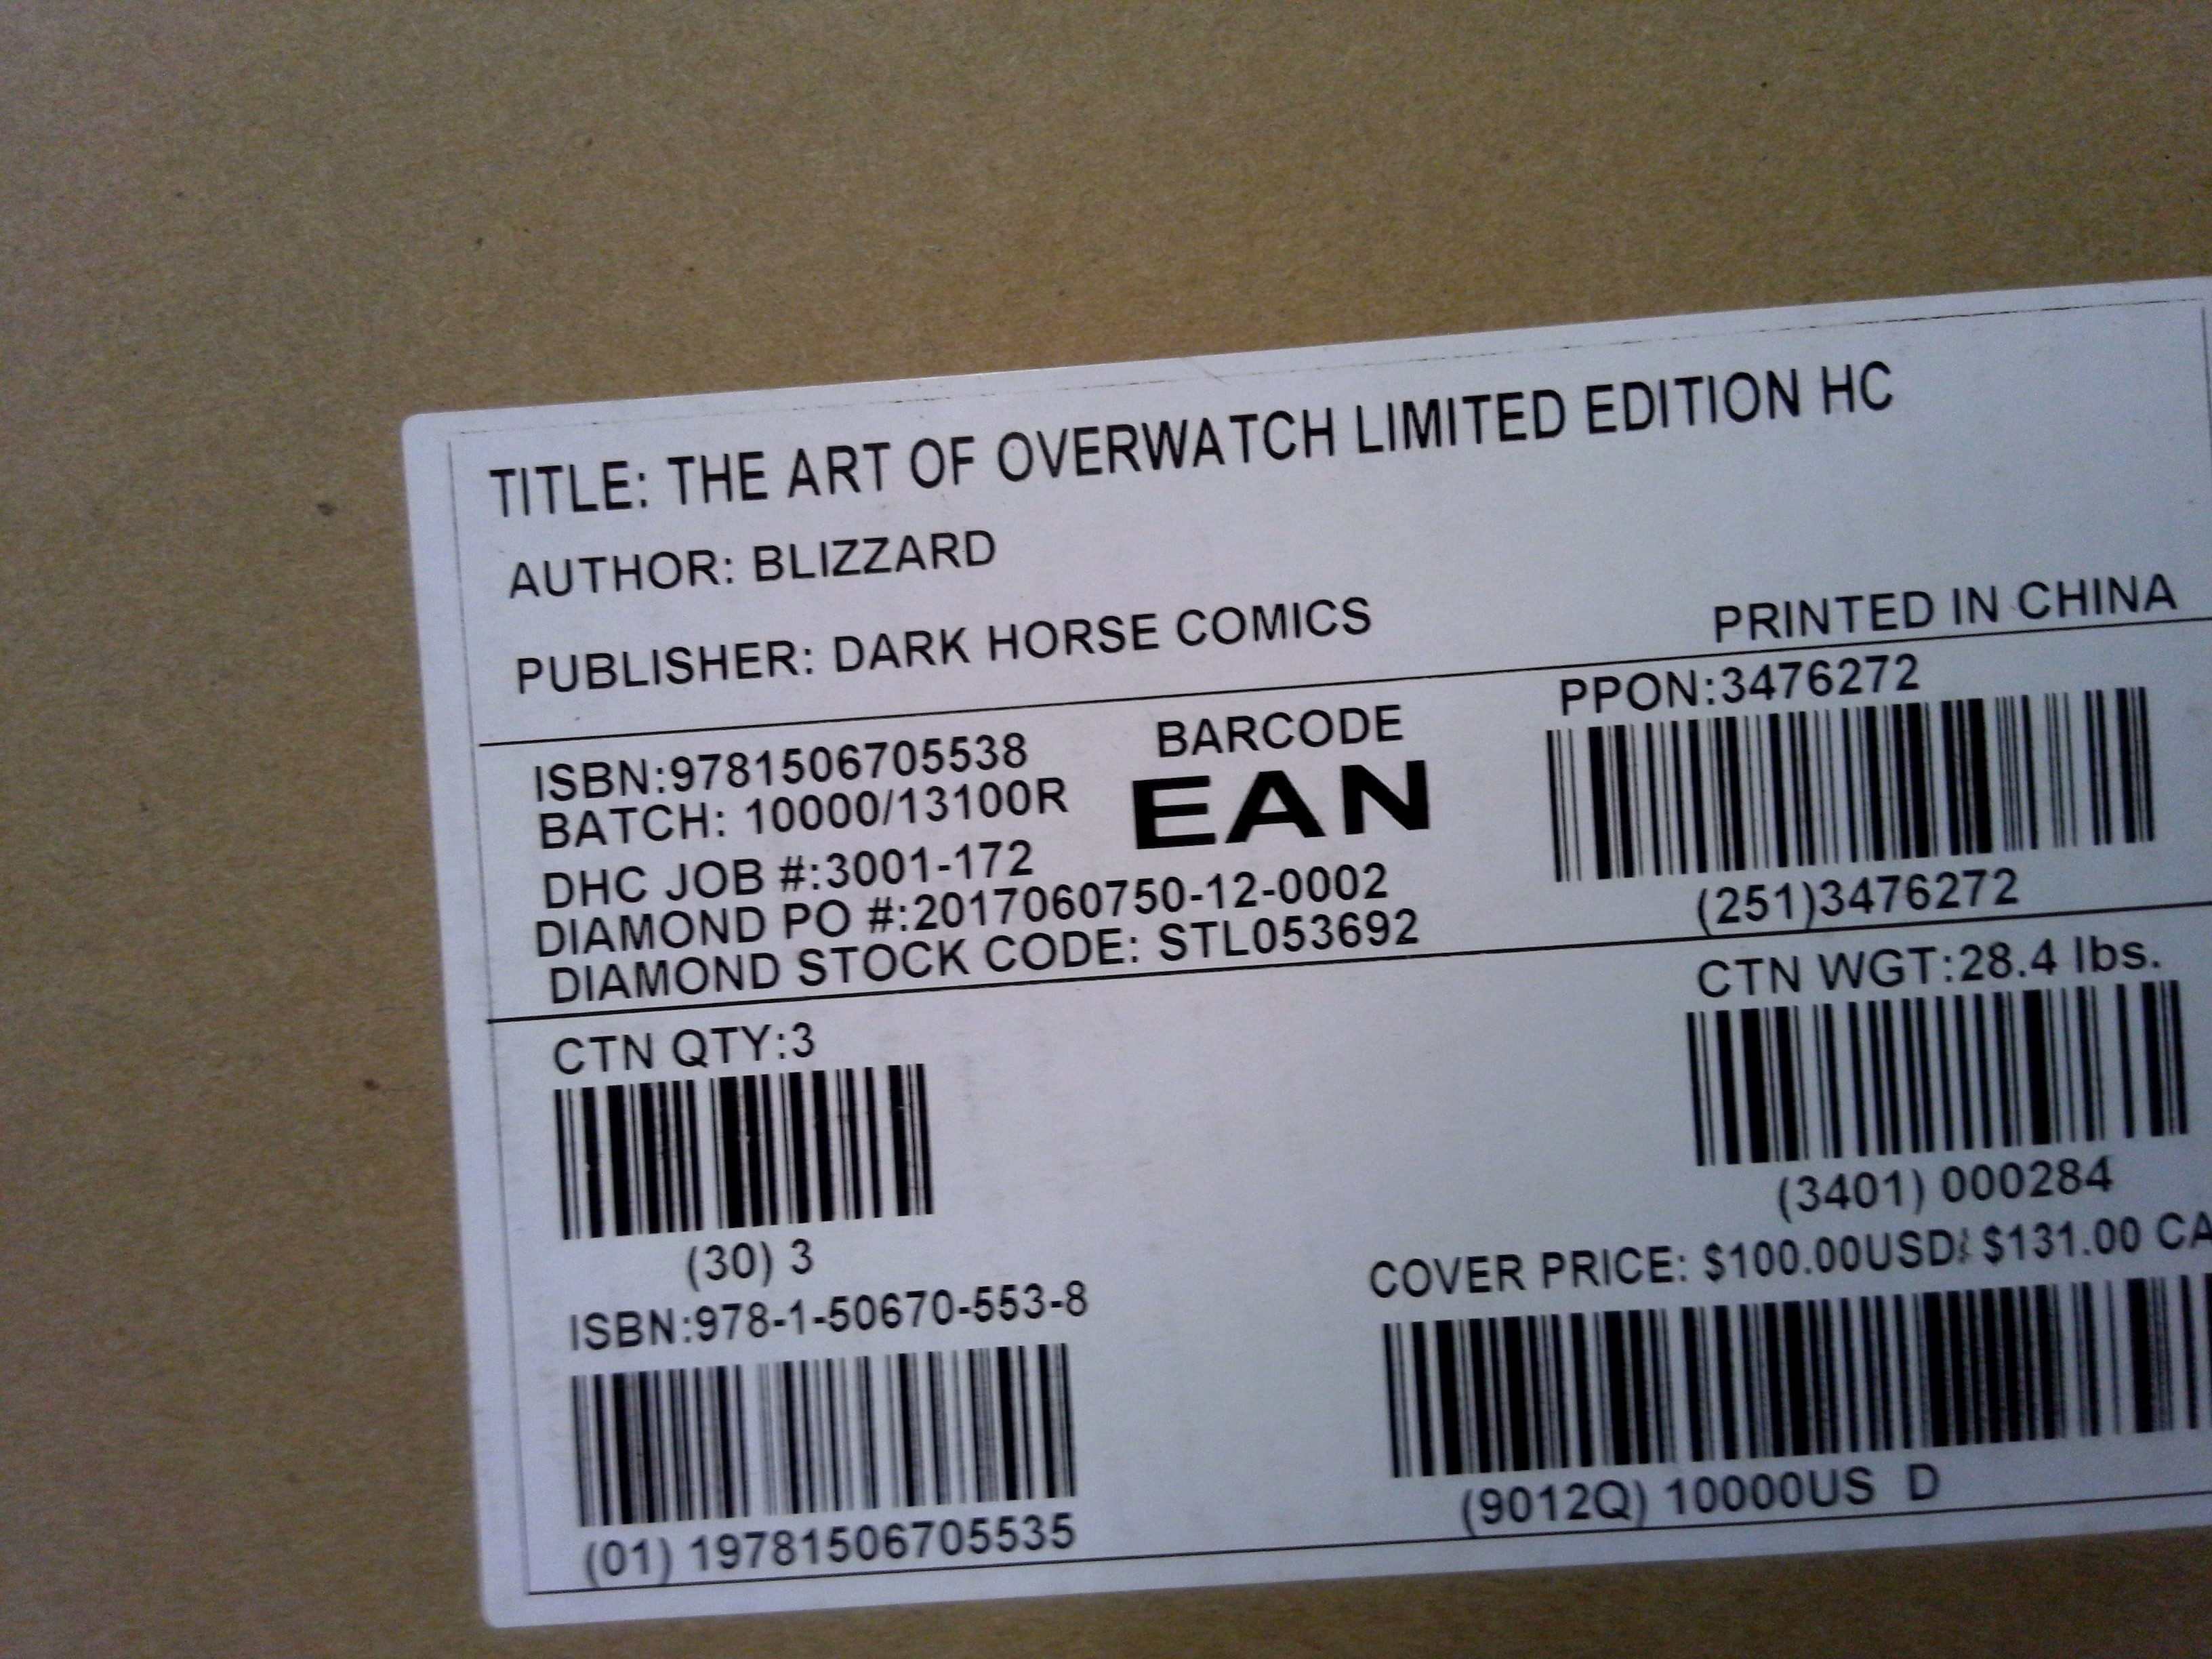 TITLE: THE ART OF OVERWATCH LIMITED EDITION HC
AUTHOR: BLIZZARD
PUBLISHER: DARK HORSE COMICS
PRINTED IN CHINA
ISBN:9781506705538
BATCH: 10000/13100R
DHC JOB #:3001-172
DIAMOND PO #:2017060750-12-0002
DIAMOND STOCK CODE: STL053692
BARCODE
EAN
PPON:3476272
(251)3476272
CTN QTY:3
(30) 3
CTN WGT:28.4 lbs.
(3401) 000284
ISBN:978-1-50670-553-8
(01) 19781506705535
COVER PRICE: $100.00USD/ $131.00 CA
(9012Q) 10000US D